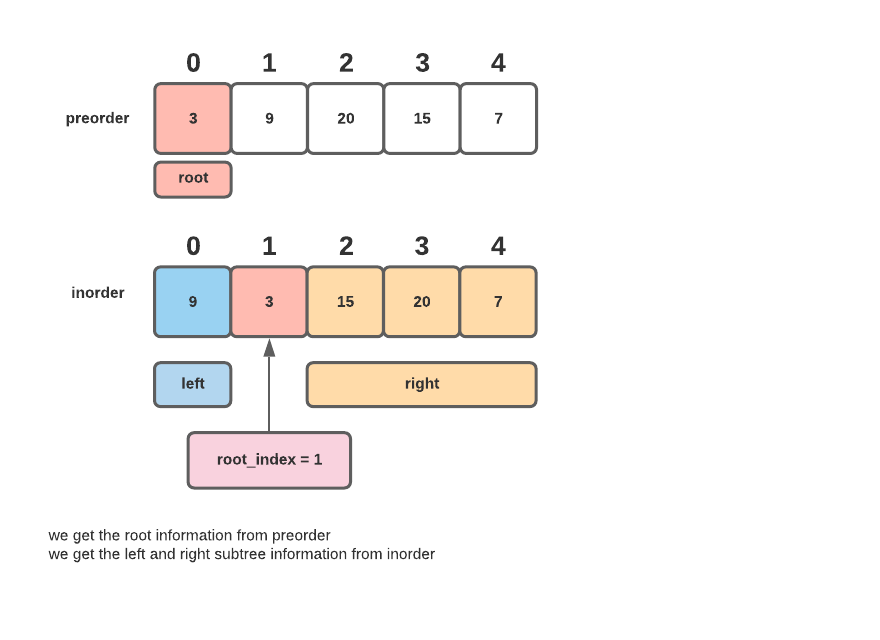 0 1 2 3 4
preorder 3 9 20 15 7
root
0 1 2 3 4
inorder 9 3 15 20 7
left right
root_index = 1
we get the root information from preorder
we get the left and right subtree information from inorder